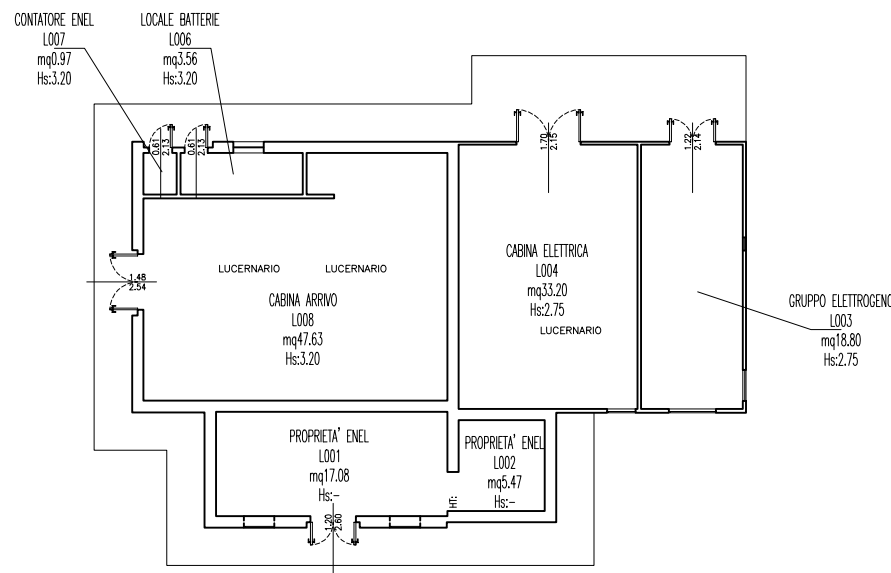 CONTATORE ENEL
L007
mq0.97
Hs:3.20
LOCALE BATTERIE
L006
mq3.56
Hs:3.20
0.61
2.13
0.61
2.13
1.70
2.15
1.22
2.14
LUCERNARIO
LUCERNARIO
1.48
2.54
CABINA ARRIVO
L008
mq47.63
Hs:3.20
CABINA ELETTRICA
L004
mq33.20
Hs:2.75
LUCERNARIO
GRUPPO ELETTROGENO
L003
mq18.80
Hs:2.75
PROPRIETA' ENEL
L001
mq17.08
Hs:-
PROPRIETA' ENEL
L002
mq5.47
Hs:-
HT:
1.20
2.60